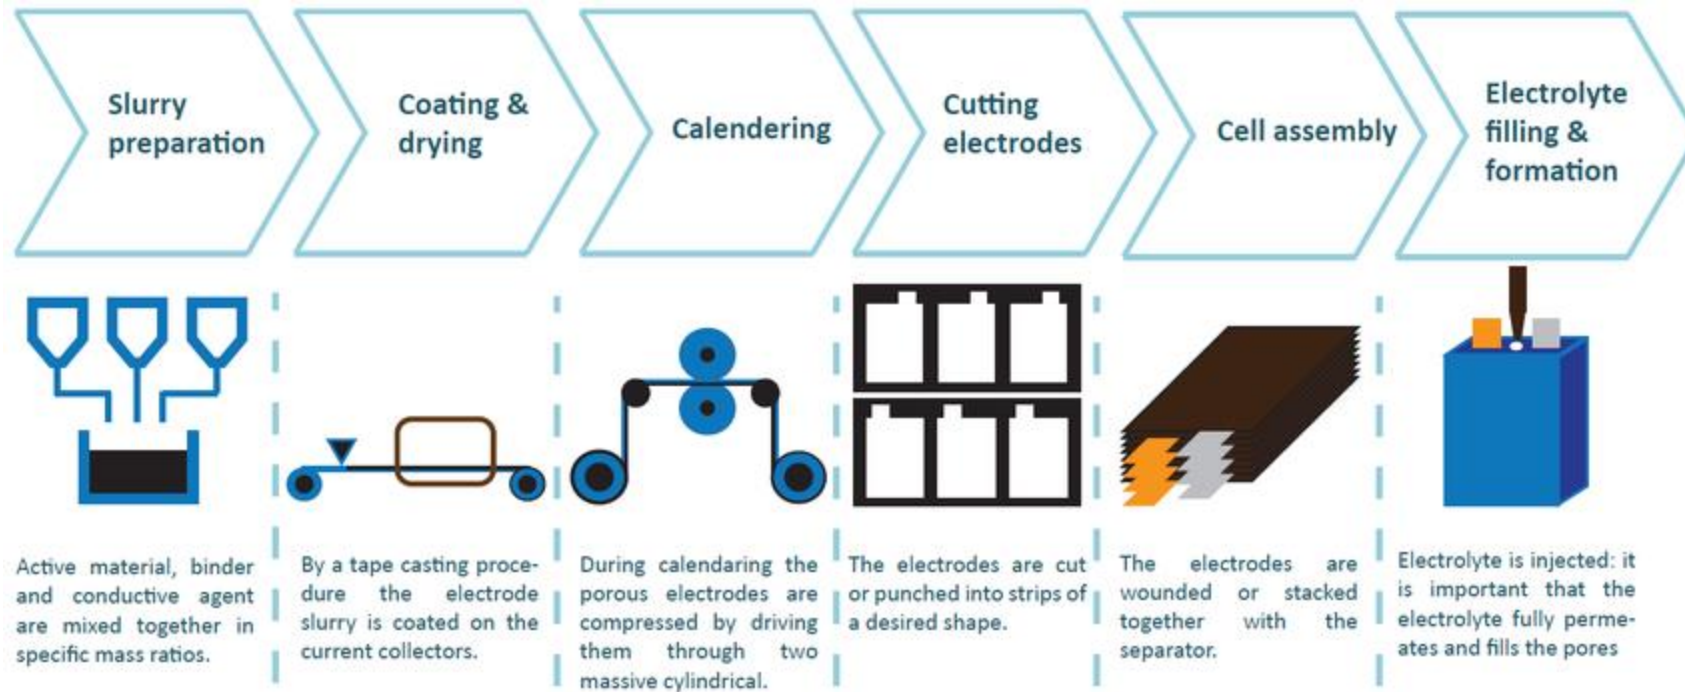 Slurry
preparation
Coating &
drying
Calendering
Cutting
electrodes
Cell assembly
Electrolyte
filling &
formation
Active material, binder
and conductive agent
are mixed together in
specific mass ratios.
By a tape casting proce-
dure the electrode
slurry is coated on the
current collectors.
During calendaring the
porous electrodes are
compressed by driving
them through two
massive cylindrical.
The electrodes are cut
or punched into strips of
a desired shape.
The electrodes are
wounded or stacked
together with the
separator.
Electrolyte is injected: it
is important that the
electrolyte fully perme-
ates and fills the pores